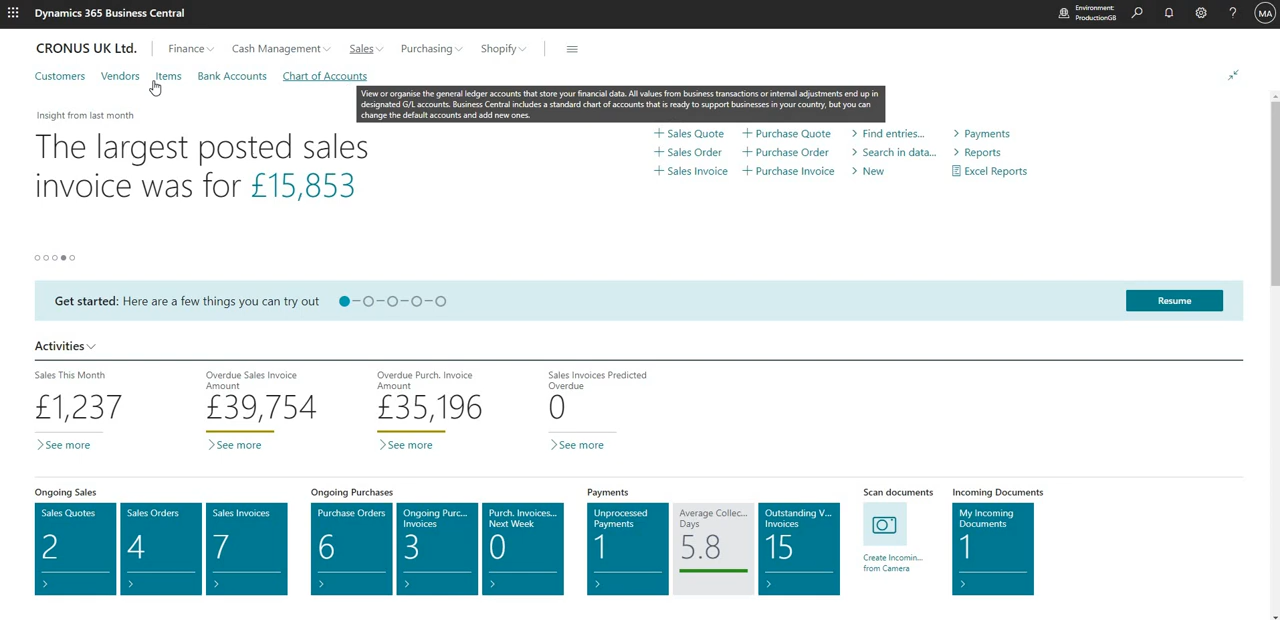 Dynamics 365 Business Central
Environment:
ProductionGB
?
MA
CRONUS UK Ltd.
Finance
Cash Management
Sales
Purchasing
Shopify
Customers
Vendors
Items
Bank Accounts
Chart of Accounts
View or organise the general ledger accounts that store your financial data. All values from business transactions or internal adjustments end up in
designated G/L accounts. Business Central includes a standard chart of accounts that is ready to support businesses in your country, but you can
change the default accounts and add new ones.
Insight from last month
The largest posted sales
invoice was for £15,853
+ Sales Quote
+ Sales Order
+ Sales Invoice
+ Purchase Quote
+ Purchase Order
+ Purchase Invoice
> Find entries...
> Search in data...
> New
> Payments
> Reports
Excel Reports
Get started: Here are a few things you can try out
Resume
Activities
Sales This Month
£1,237
> See more
Overdue Sales Invoice
Amount
£39,754
> See more
Overdue Purch. Invoice
Amount
£35,196
> See more
Sales Invoices Predicted
Overdue
0
> See more
Ongoing Sales
Sales Quotes
2
Sales Orders
4
Sales Invoices
7
Ongoing Purchases
Purchase Orders
6
Ongoing Purc...
Invoices
3
Purch. Invoices...
Next Week
0
Payments
Unprocessed
Payments
1
Average Collec...
Days
5.8
Outstanding V...
Invoices
15
Scan documents
Create Incomin...
from Camera
Incoming Documents
My Incoming
Documents
1